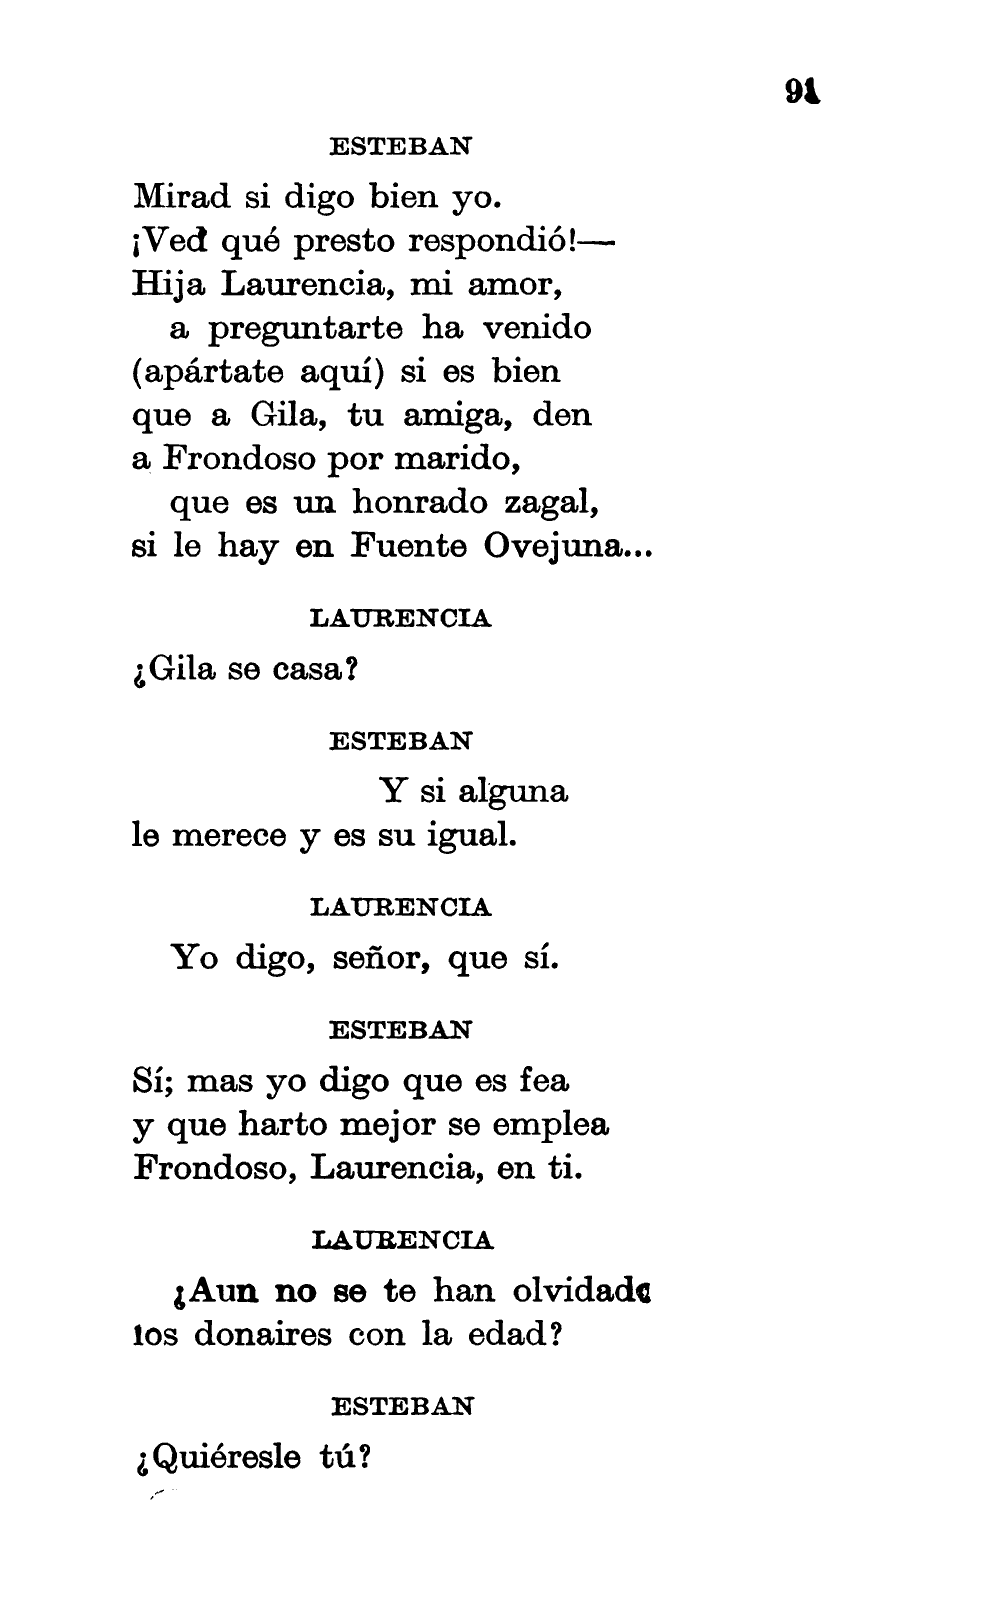 91
ESTEBAN
Mirad si digo bien yo.
¡Ved qué presto respondió!—
Hija Laurencia, mi amor,
a preguntarte ha venido
(apártate aquí) si es bien
que a Gila, tu amiga, den
a Frondoso por marido,
que es un honrado zagal,
si le hay en Fuente Ovejuna...
LAURENCIA
¿Gila se casa?
ESTEBAN
Y si alguna
le merece y es su igual.
LAURENCIA
Yo digo, señor, que sí.
ESTEBAN
Sí; mas yo digo que es fea
y que harto mejor se emplea
Frondoso, Laurencia, en ti.
LAURENCIA
¿Aun no se te han olvidado
los donaires con la edad?
ESTEBAN
¿Quiéresle tú?